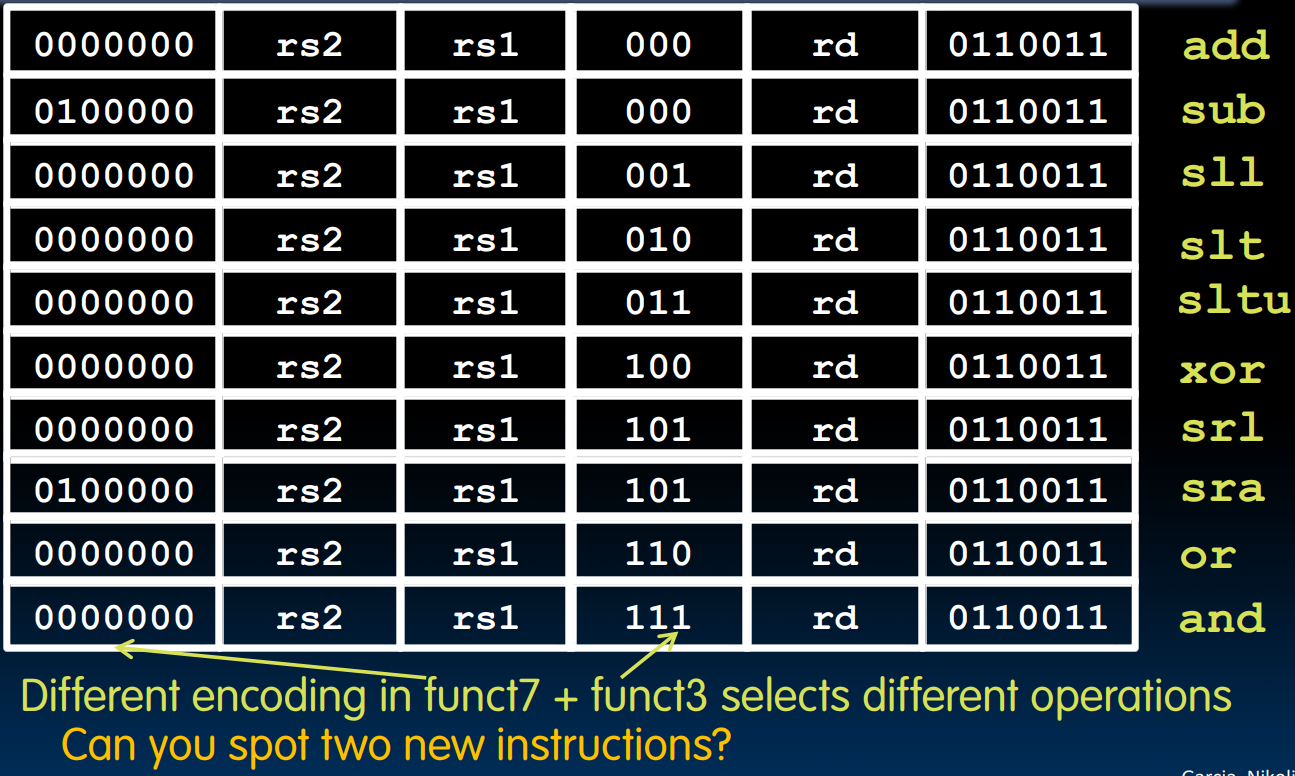 0000000 rs2 rs1 000 rd 0110011 add
0100000 rs2 rs1 000 rd 0110011 sub
0000000 rs2 rs1 001 rd 0110011 sll
0000000 rs2 rs1 010 rd 0110011 slt
0000000 rs2 rs1 011 rd 0110011 sltu
0000000 rs2 rs1 100 rd 0110011 xor
0000000 rs2 rs1 101 rd 0110011 srl
0100000 rs2 rs1 101 rd 0110011 sra
0000000 rs2 rs1 110 rd 0110011 or
0000000 rs2 rs1 111 rd 0110011 and
Different encoding in funct7 + funct3 selects different operations
Can you spot two new instructions?